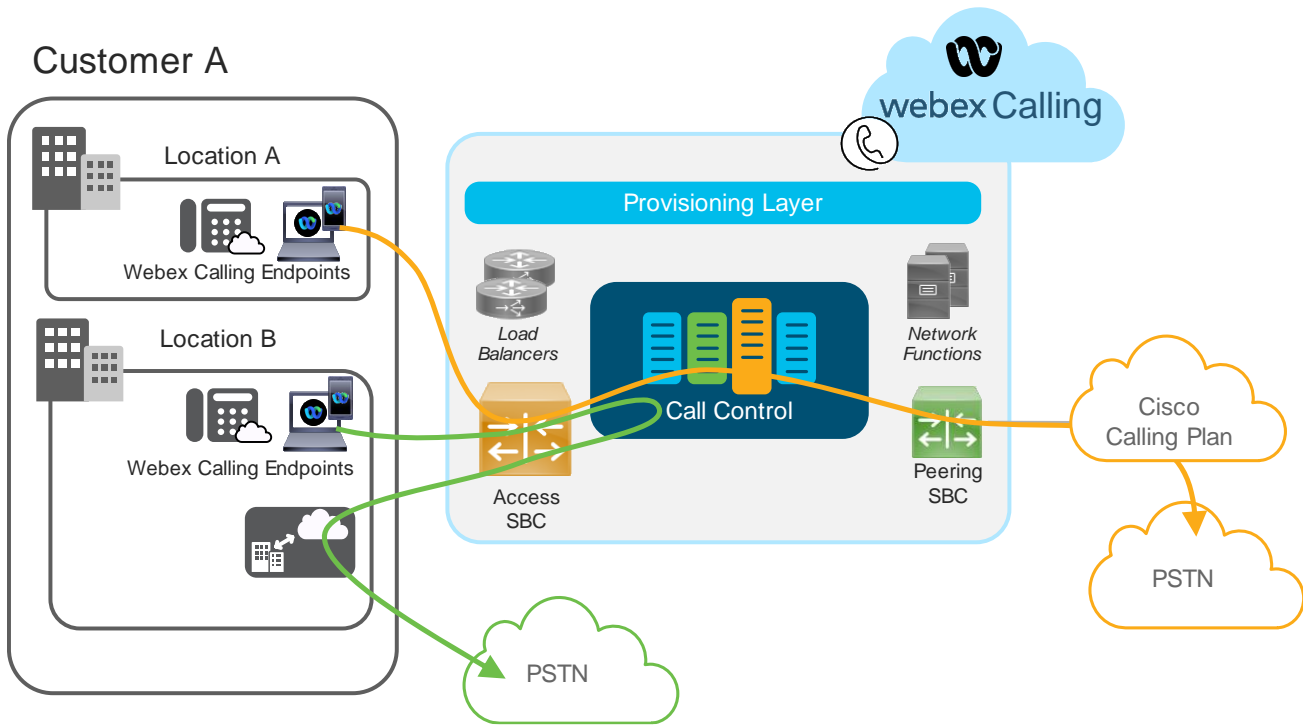 Customer A
Location A
Webex Calling Endpoints
Location B
Webex Calling Endpoints
webex Calling
Provisioning Layer
Load
Balancers
Network
Functions
Call Control
Access
SBC
Peering
SBC
Cisco
Calling Plan
PSTN
PSTN